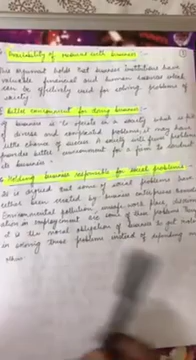 Availability of resources with business :-
This argument holds that business institutions have
valuable financial and human resources which
can be effectively used for solving problems of
society.
Better environment for doing business :-
If business is to operate in a society which is full
of diverse and complicated problems, it may have
little chance of success. A society with fewer problems
provides better environment for a firm to conduct
its business.
Holding business responsible for social problems
It is argued that some of social problems have
either been created by business enterprises
Environmental pollution, unsafe work place,
ation in employment are some of these problems.
it is the moral obligation of business to get
in solving these problems instead of depending on